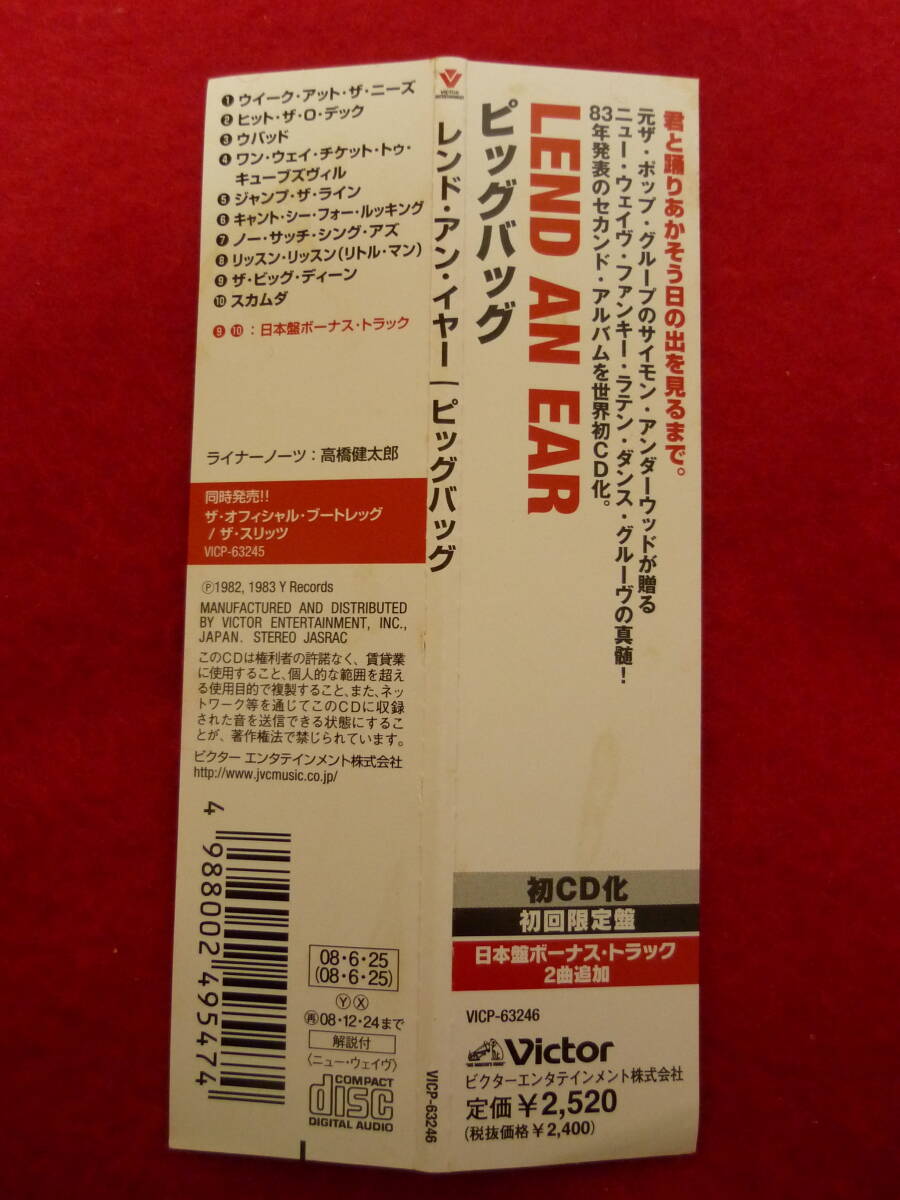 ❶ ウイーク・アット・ザ・ニーズ
❷ ヒット・ザ・O・デック
❸ ウバッド
❹ ワン・ウェイ・チケット・トゥ・
キューブズヴィル
❺ ジャンプ・ザ・ライン
❻ キャント・シー・フォー・ルッキング
❼ ノー・サッチ・シング・アズ
❽ リッスン・リッスン(リトル・マン)
❾ ザ・ビッグ・ディーン
❿ スカムダ
❾ ❿：日本盤ボーナス・トラック
ライナーノーツ：高橋健太郎
同時発売!!
ザ・オフィシャル・ブートレッグ
/ ザ・スリッツ
VICP-63245
Ⓟ1982, 1983 Y Records
MANUFACTURED AND DISTRIBUTED
BY VICTOR ENTERTAINMENT, INC.,
JAPAN. STEREO JASRAC
このCDは権利者の許諾なく、賃貸業
に使用すること、個人的な範囲を超え
る使用目的で複製すること、また、ネッ
トワーク等を通じてこのCDに収録
された音を送信できる状態にするこ
とが、著作権法で禁じられています。
ビクター エンタテインメント株式会社
http://www.jvcmusic.co.jp/
4 988002 495474
08・6・25
(08・6・25)
Ⓨ Ⓧ
㊢08・12・24まで
解説付
〈ニュー・ウェイヴ〉
COMPACT
disc
DIGITAL AUDIO
VICTOR
ENTERTAINMENT
レンド・アン・イヤー｜ピッグバッグ
VICP-63246
君と踊りあかそう日の出を見るまで。
元ザ・ポップ・グループのサイモン・アンダーウッドが贈る
ニュー・ウェイヴ・ファンキー・ラテン・ダンス・グルーヴの真髄！
83年発表のセカンド・アルバムを世界初CD化。
LEND AN EAR
ピッグバッグ
初CD化
初回限定盤
日本盤ボーナス・トラック
2曲追加
VICP-63246
"HIS MASTER'S VOICE"
Victor
ビクターエンタテインメント株式会社
定価￥2,520
(税抜価格￥2,400)